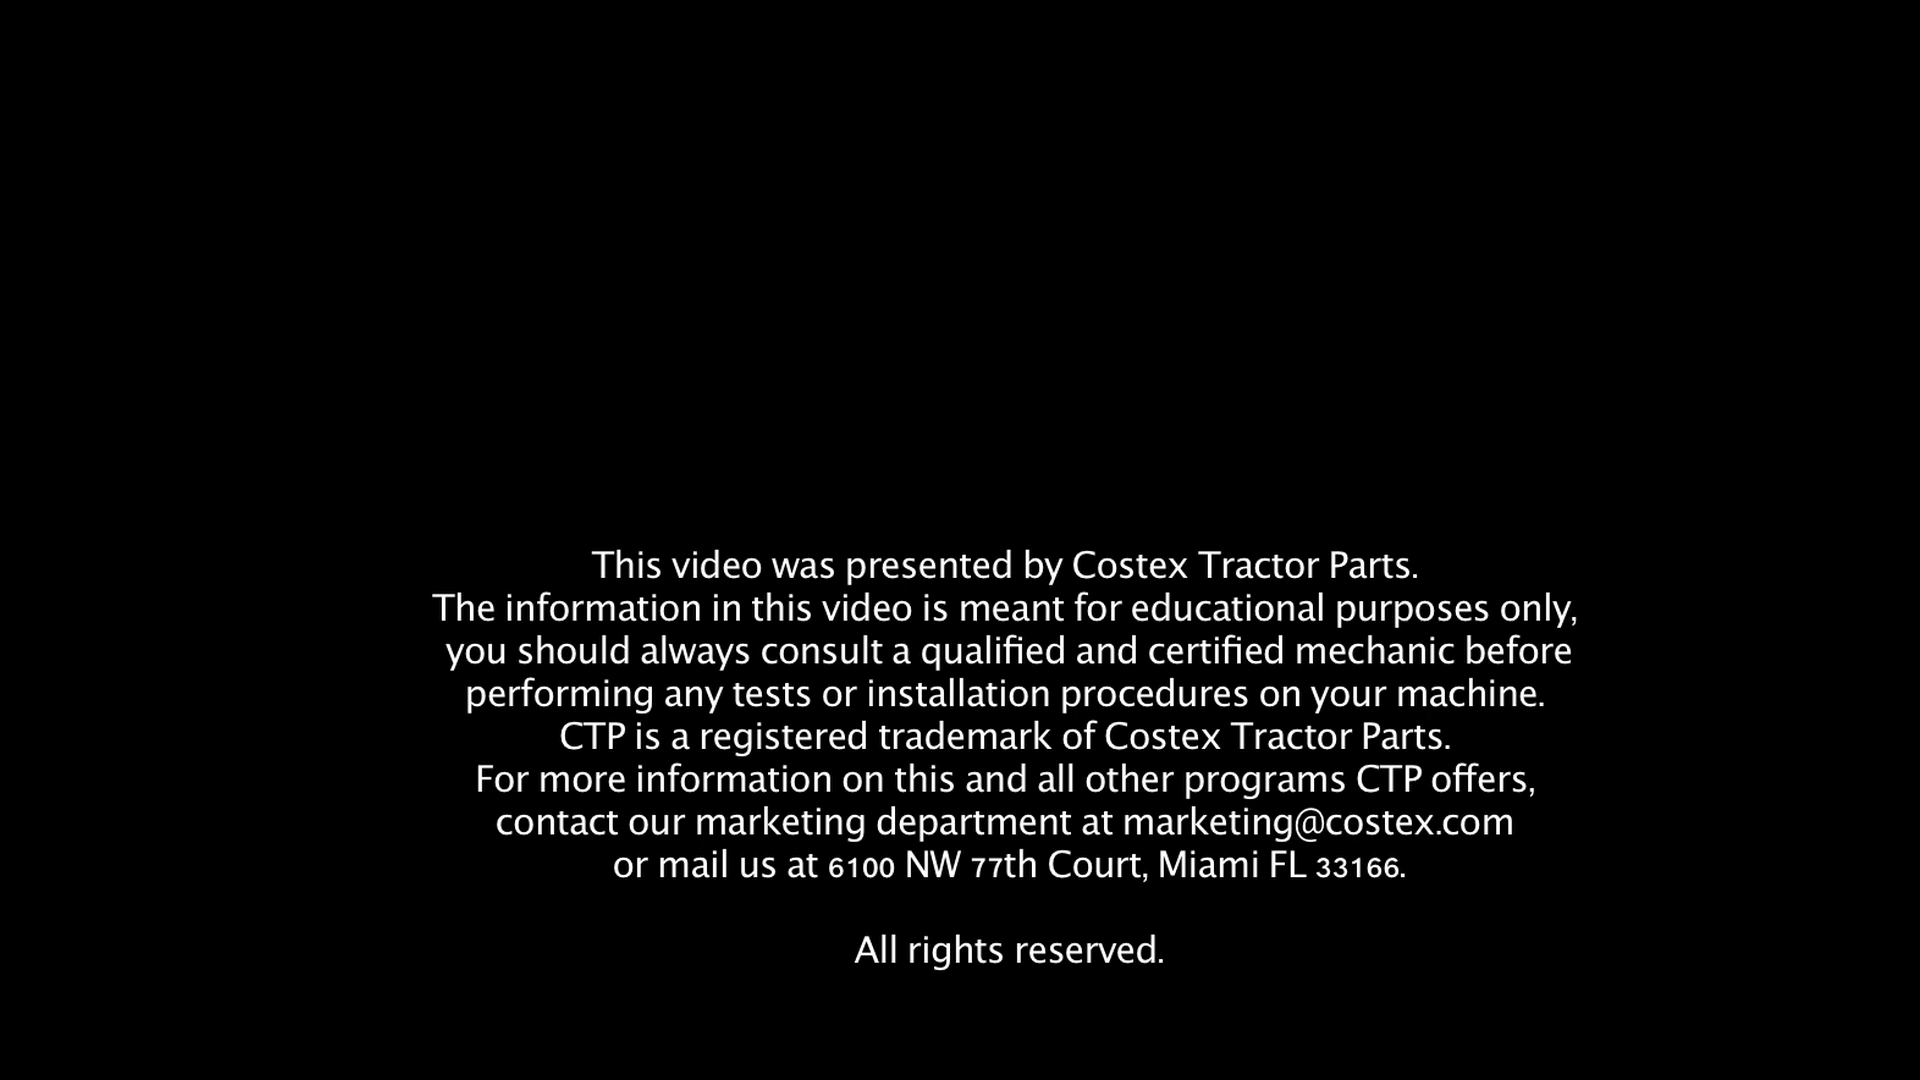 This video was presented by Costex Tractor Parts.
The information in this video is meant for educational purposes only,
you should always consult a qualified and certified mechanic before
performing any tests or installation procedures on your machine.
CTP is a registered trademark of Costex Tractor Parts.
For more information on this and all other programs CTP offers,
contact our marketing department at marketing@costex.com
or mail us at 6100 NW 77th Court, Miami FL 33166.
All rights reserved.